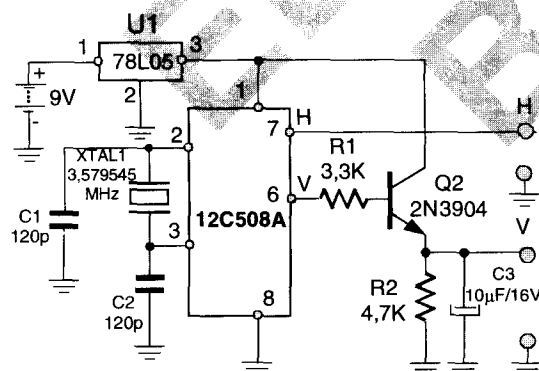 U1
1
78L05
3
2
+
9V
-
1
H
7
H
2
XTAL1
3,579545
MHz
R1
3,3K
V
6
Q2
2N3904
12C508A
C1
120p
3
V
C2
120p
8
R2
4,7K
C3
10µF/16V